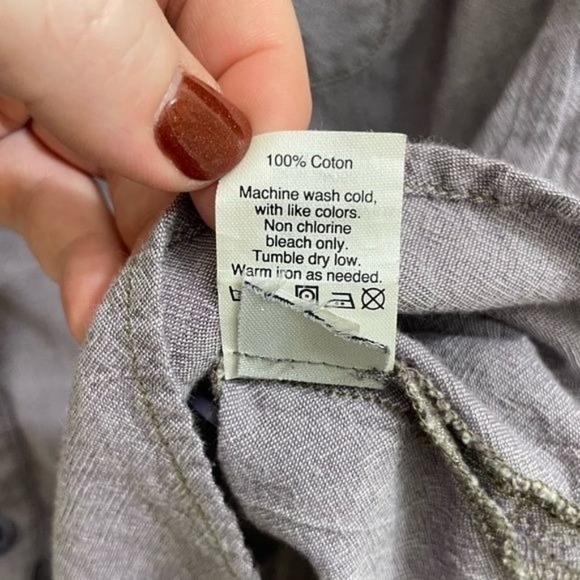 100% Coton
Machine wash cold,
with like colors.
Non chlorine
bleach only.
Tumble dry low.
Warm iron as needed.